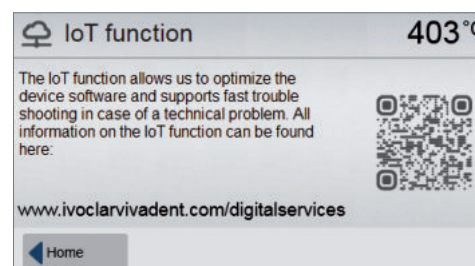 IoT function
403 °C
The IoT function allows us to optimize the
device software and supports fast trouble
shooting in case of a technical problem. All
information on the IoT function can be found
here:
www.ivoclarvivadent.com/digitalservices
Home